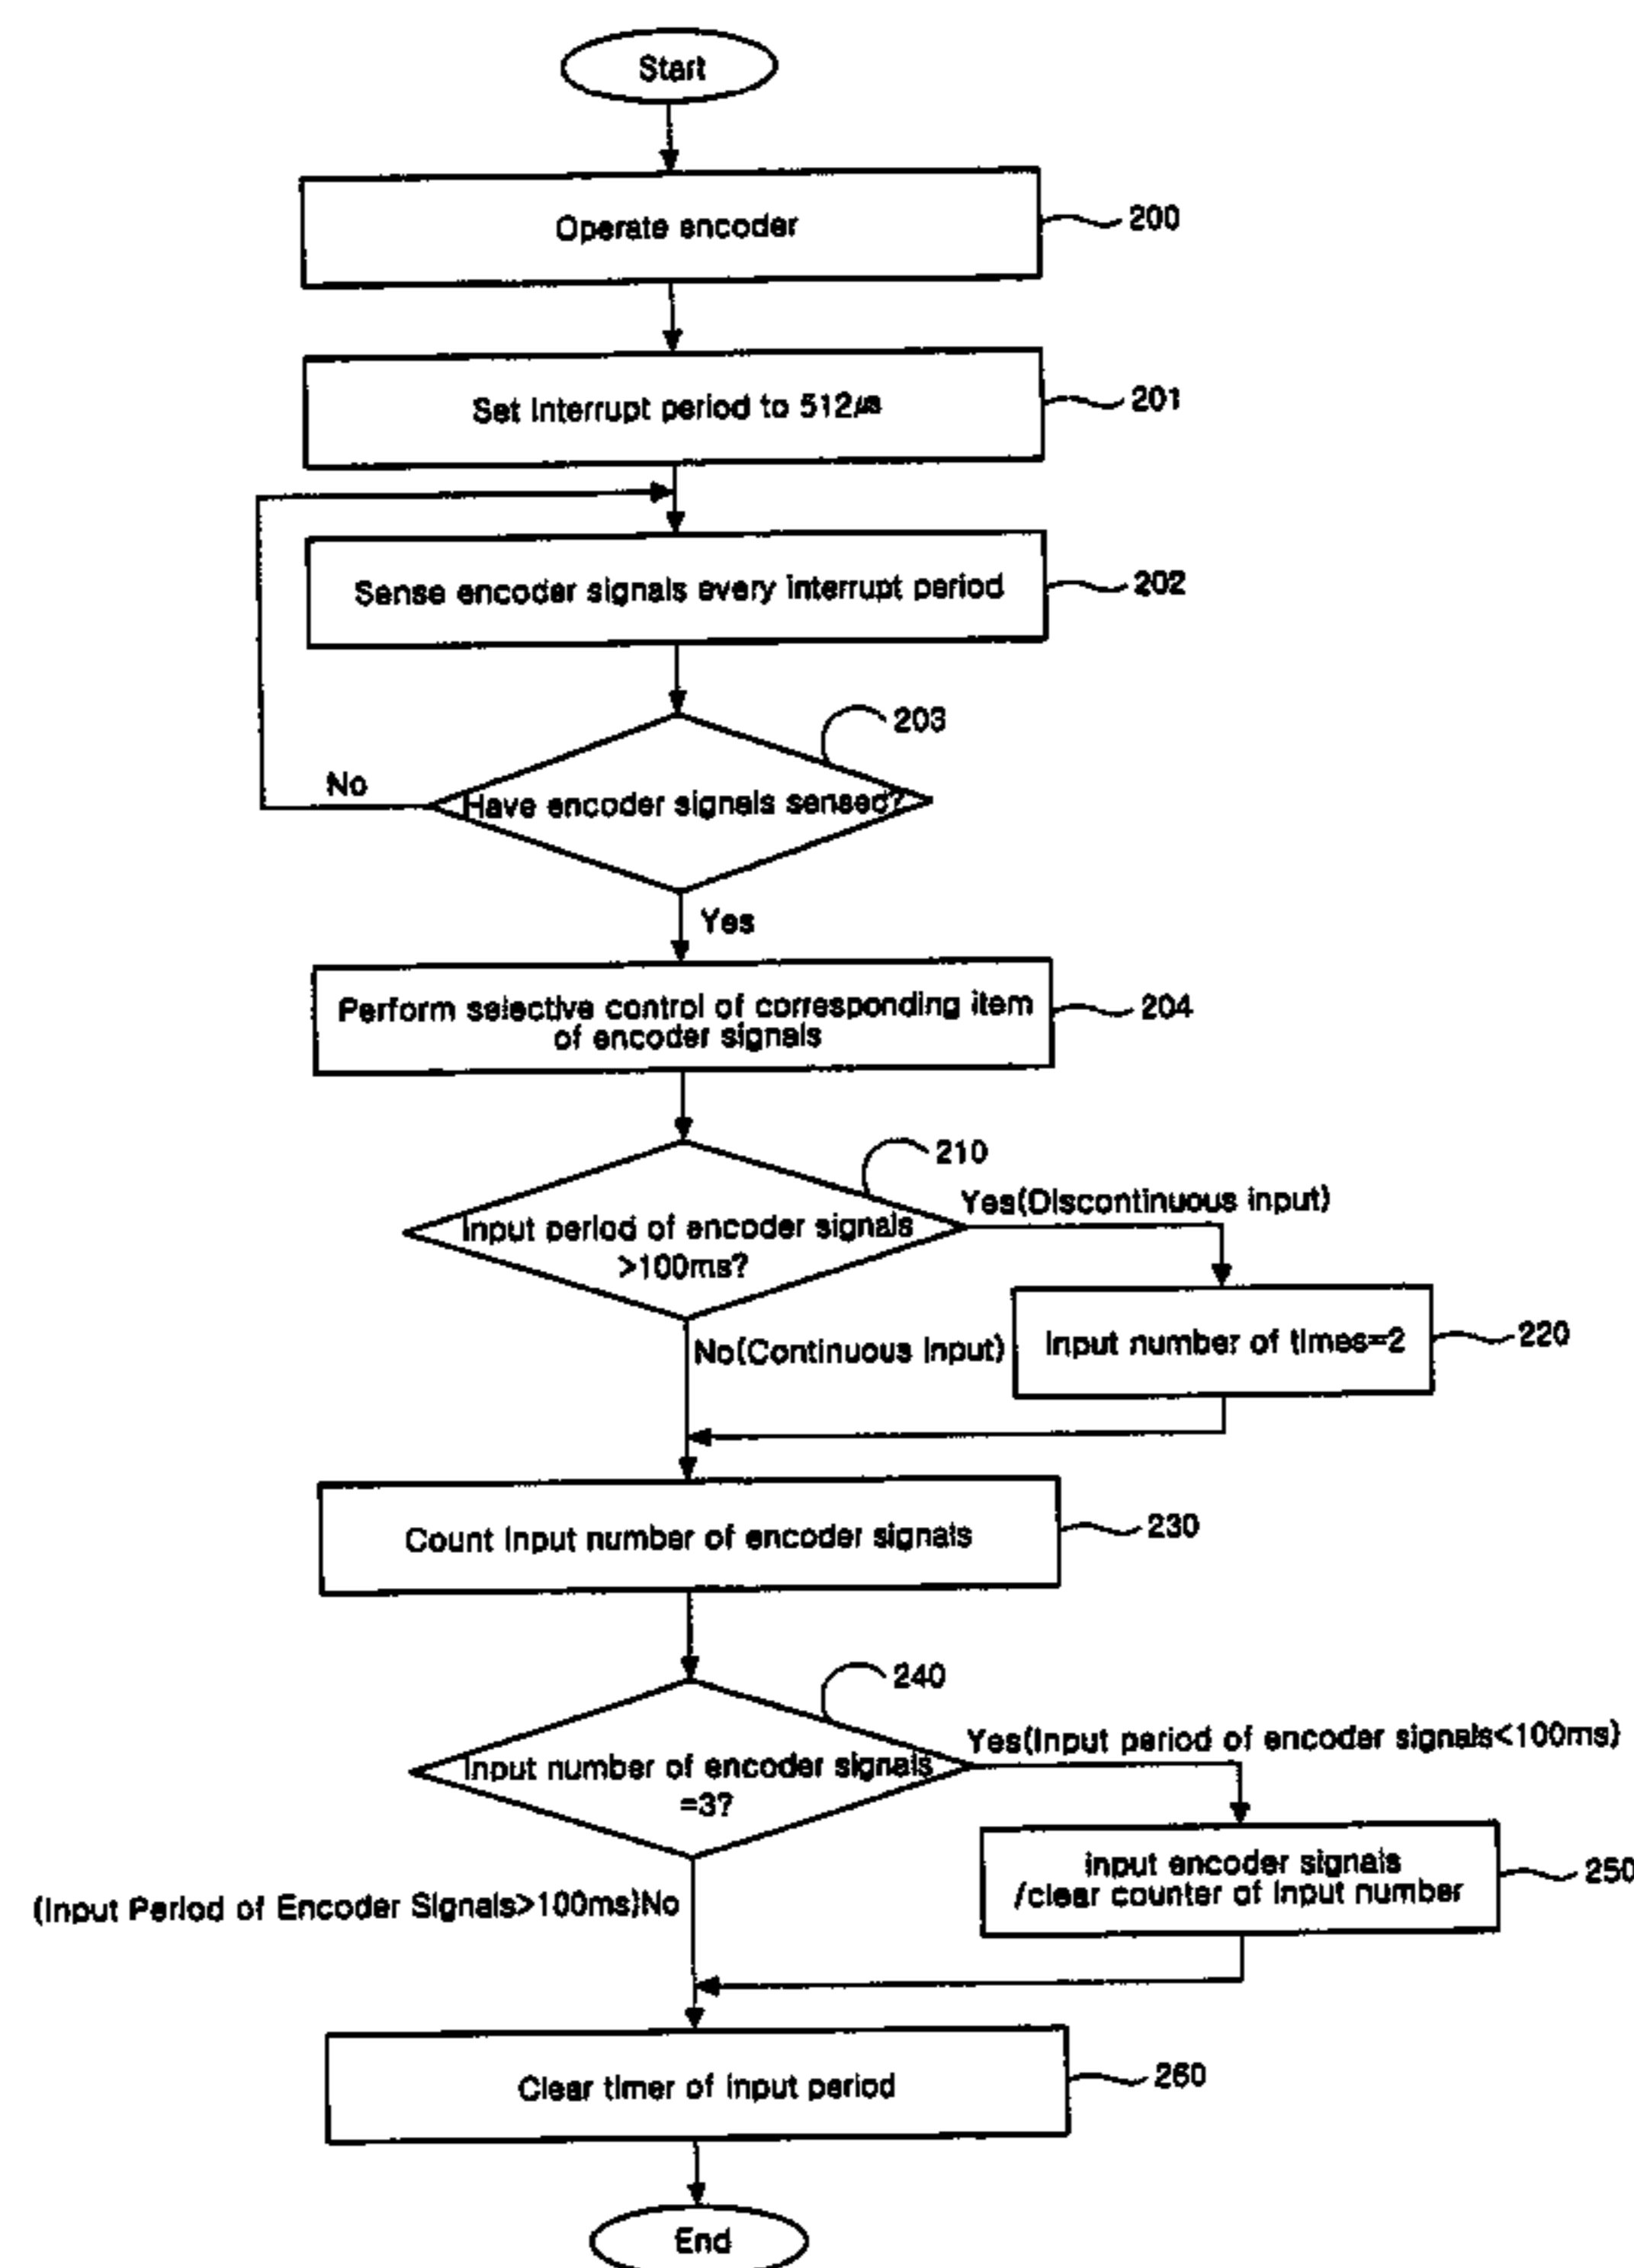 Start
Operate encoder
200
Set Interrupt period to 512㎲
201
Sense encoder signals every interrupt period
202
203
Have encoder signals sensed?
No
Yes
Perform selective control of corresponding item
of encoder signals
204
210
Input period of encoder signals
>100ms?
Yes(Discontinuous input)
No(Continuous Input)
Input number of times=2
220
Count Input number of encoder signals
230
240
Input number of encoder signals
=3?
Yes(Input period of encoder signals<100ms)
input encoder signals
/clear counter of Input number
250
(Input Period of Encoder Signals>100ms)No
Clear timer of Input period
260
End